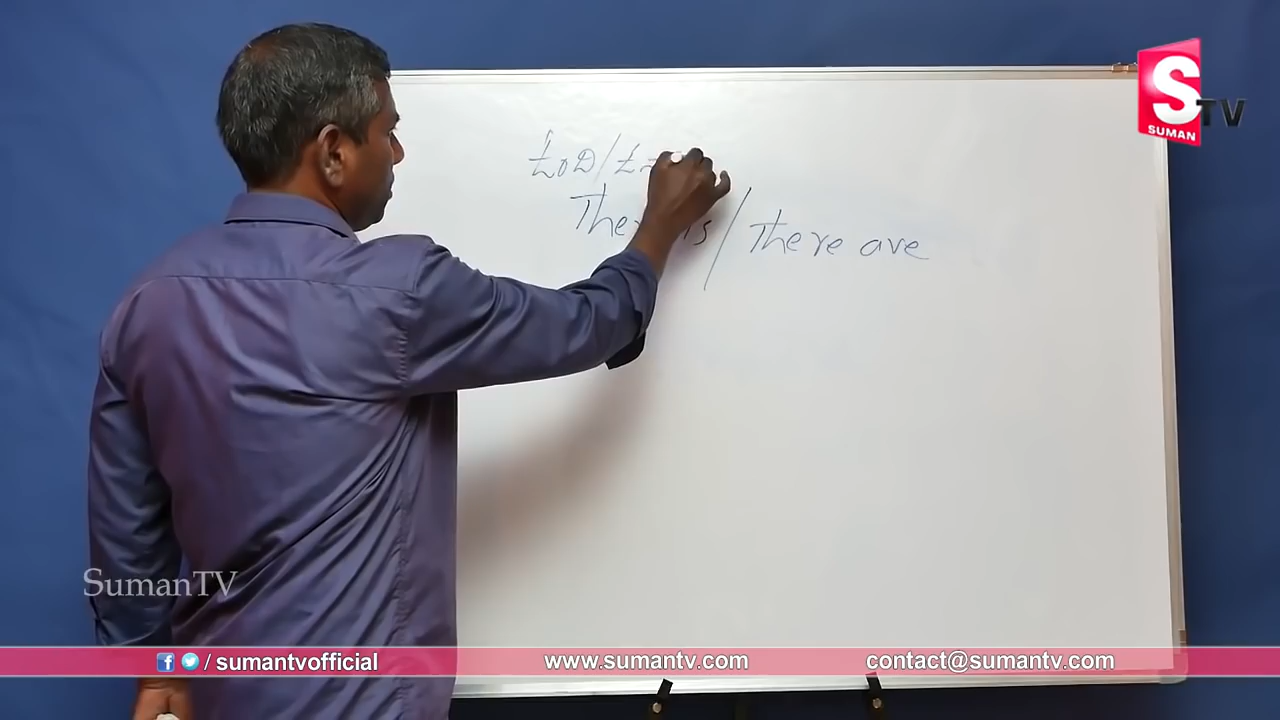 ఓంది/
There is / There are
S TV
SUMAN
SumanTV
/ sumantvofficial www.sumantv.com contact@sumantv.com